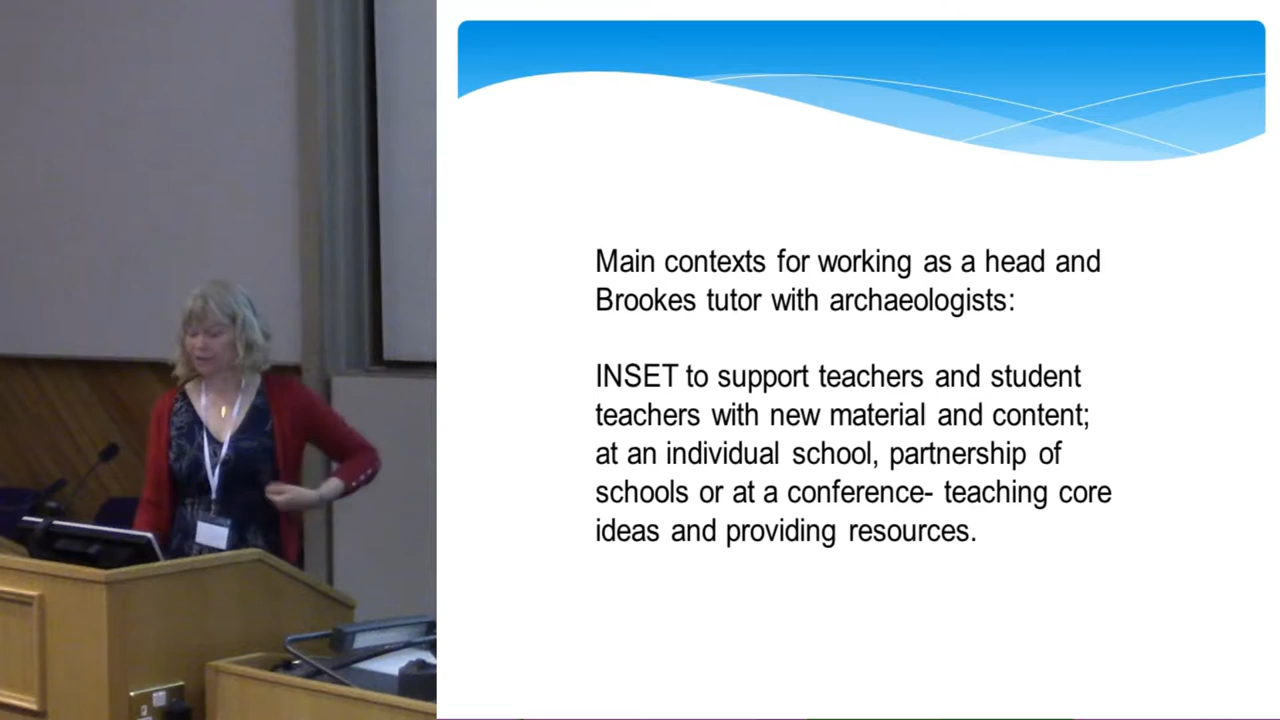 Main contexts for working as a head and
Brookes tutor with archaeologists:
INSET to support teachers and student
teachers with new material and content;
at an individual school, partnership of
schools or at a conference- teaching core
ideas and providing resources.